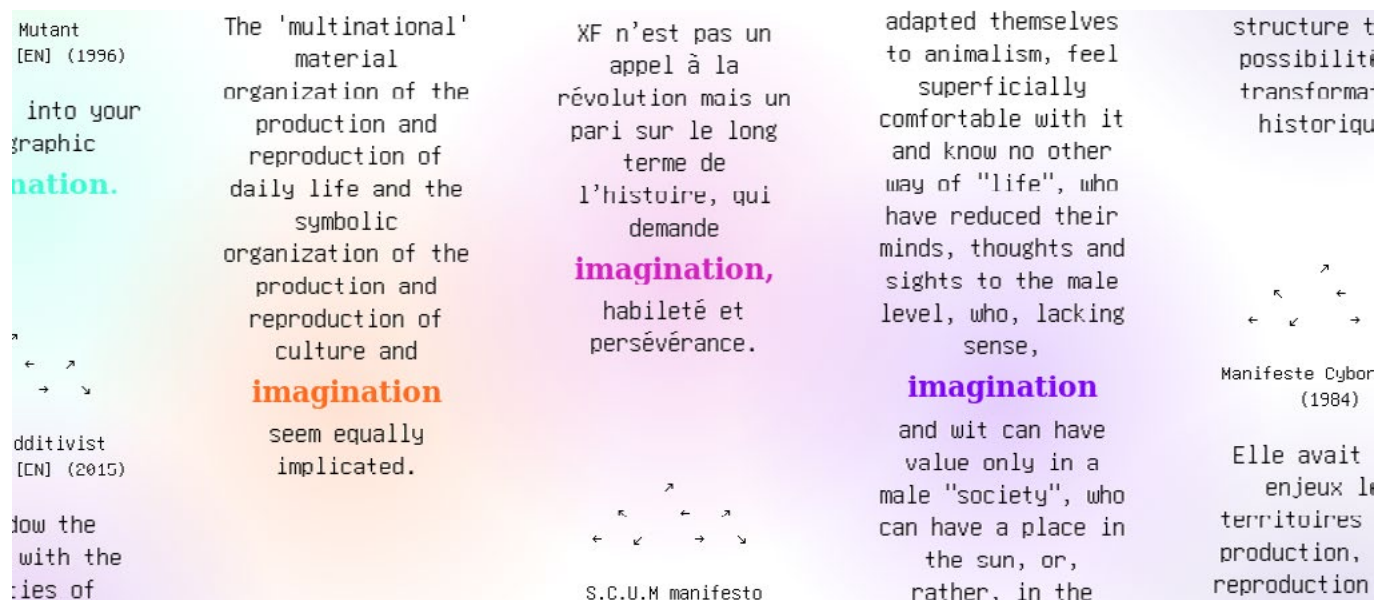 Mutant
[EN] (1996)
into your
nation.
dditivist
[EN] (2015)
with the
of
The 'multinational'
material
organization of the
production and
reproduction of
daily life and the
symbolic
organization of the
production and
reproduction of
culture and
imagination
seem equally
implicated.
XF n'est pas un
appel à la
révolution mais un
pari sur le long
terme de
l'histoire, qui
demande
imagination,
habileté et
persévérance.
S.C.U.M manifesto
adapted themselves
to animalism, feel
superficially
comfortable with it
and know no other
way of "life", who
have reduced their
minds, thoughts and
sights to the male
level, who, lacking
sense,
imagination
and wit can have
value only in a
male "society", who
can have a place in
the sun, or,
rather, in the
structure t
possibilité
transforma
historiqu
Manifeste Cybor
(1984)
Elle avait
enjeux le
territoires
production,
reproduction